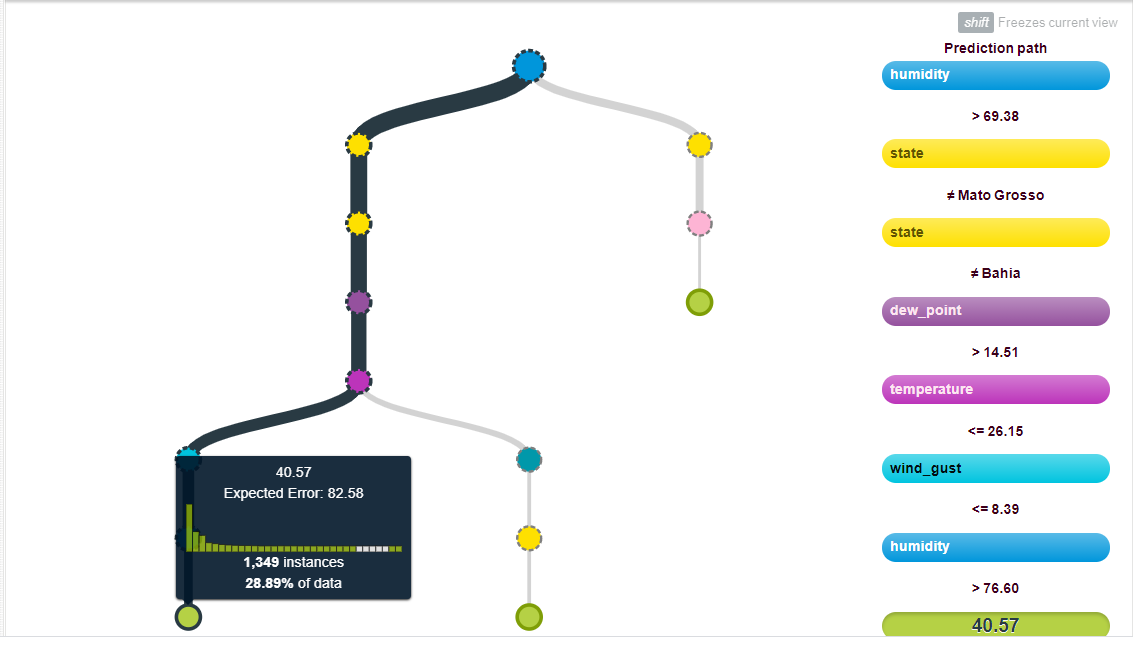 shift Freezes current view
Prediction path
humidity
> 69.38
state
≠ Mato Grosso
state
≠ Bahia
dew_point
> 14.51
temperature
<= 26.15
wind_gust
<= 8.39
humidity
> 76.60
40.57
40.57
Expected Error: 82.58
1,349 instances
28.89% of data